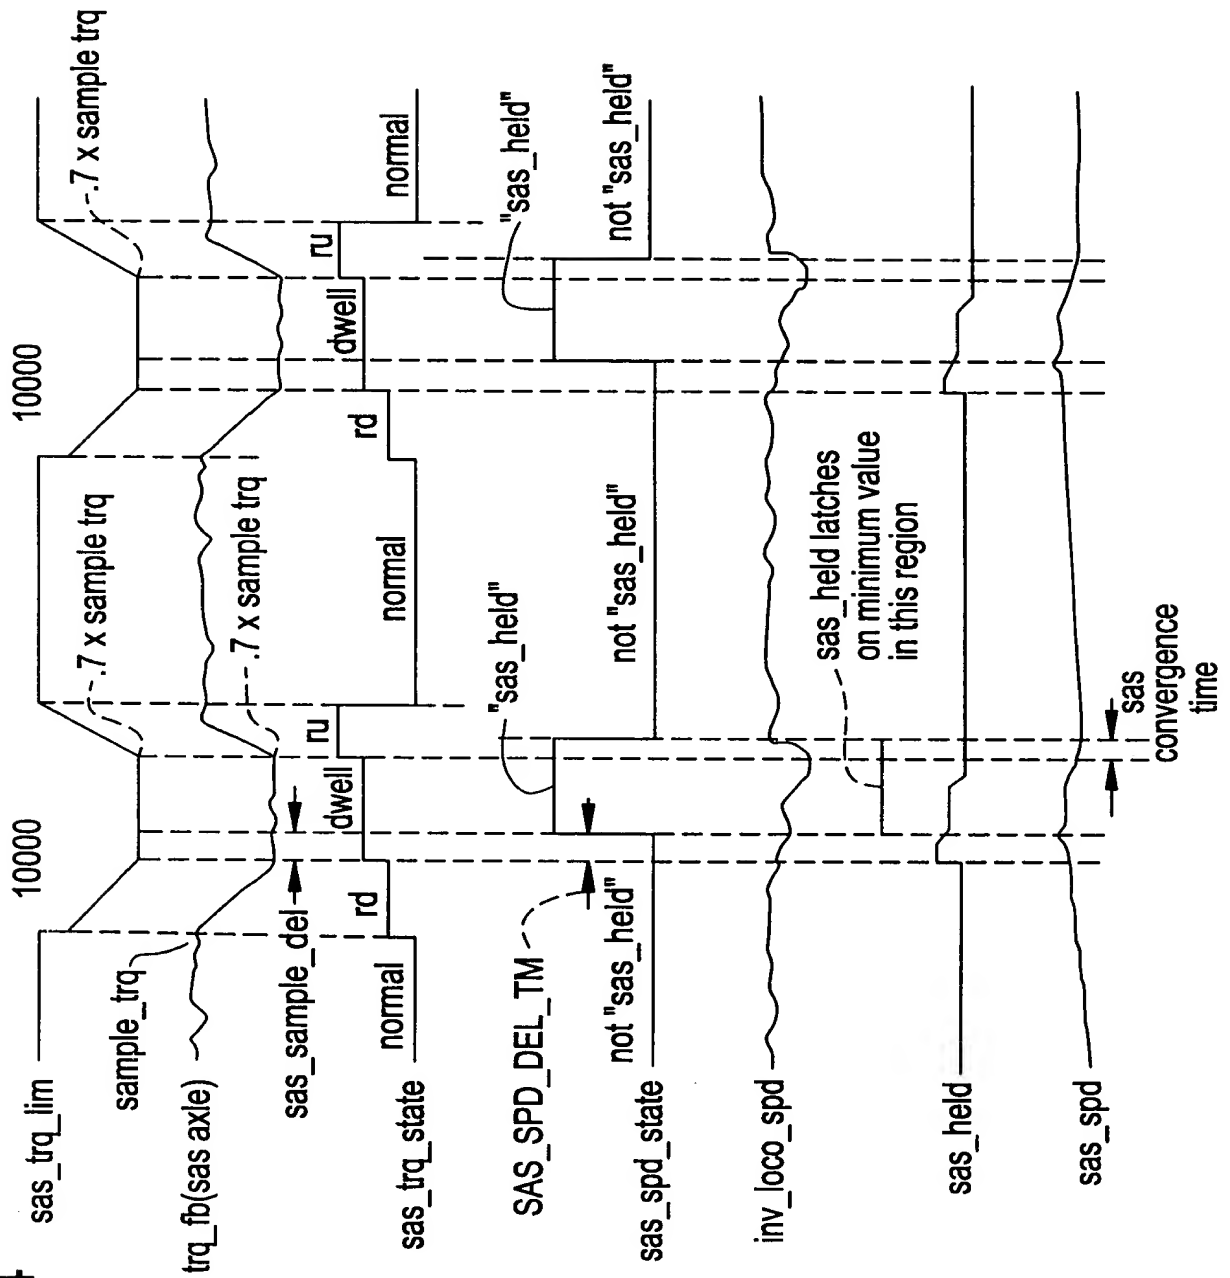 sas_trq_lim
10000
10000
.7 x sample trq
.7 x sample trq
sample_trq
trq_fb(sas axle)
.7 x sample trq
sas_sample_del
sas_trq_state
normal
rd
dwell
ru
normal
rd
dwell
ru
normal
SAS_SPD_DEL_TM
"sas_held"
"sas_held"
sas_spd_state
not "sas_held"
not "sas_held"
not "sas_held"
inv_loco_spd
sas_held latches
on minimum value
in this region
sas_held
sas_spd
sas
convergence
time